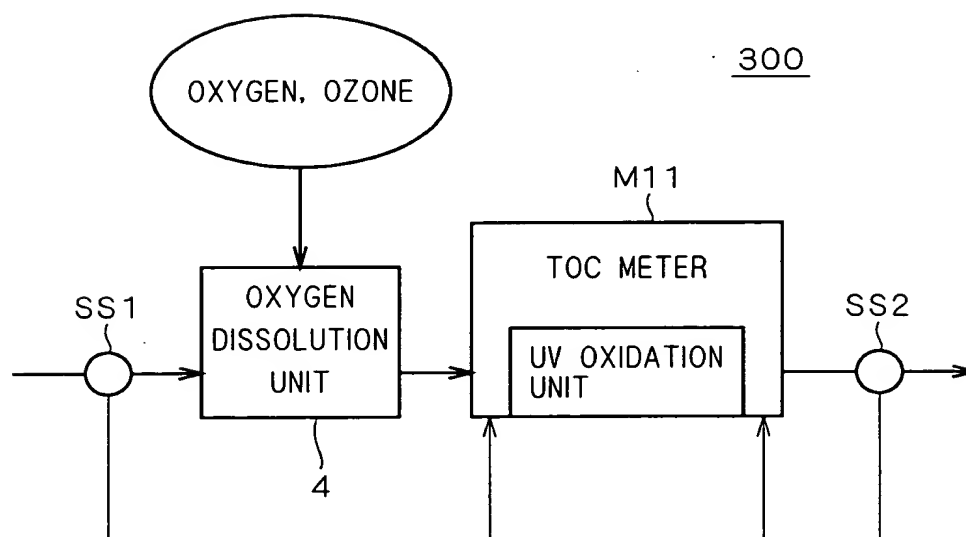 300
OXYGEN, OZONE
M11
TOC METER
SS1
OXYGEN
DISSOLUTION
UNIT
SS2
UV OXIDATION
UNIT
4